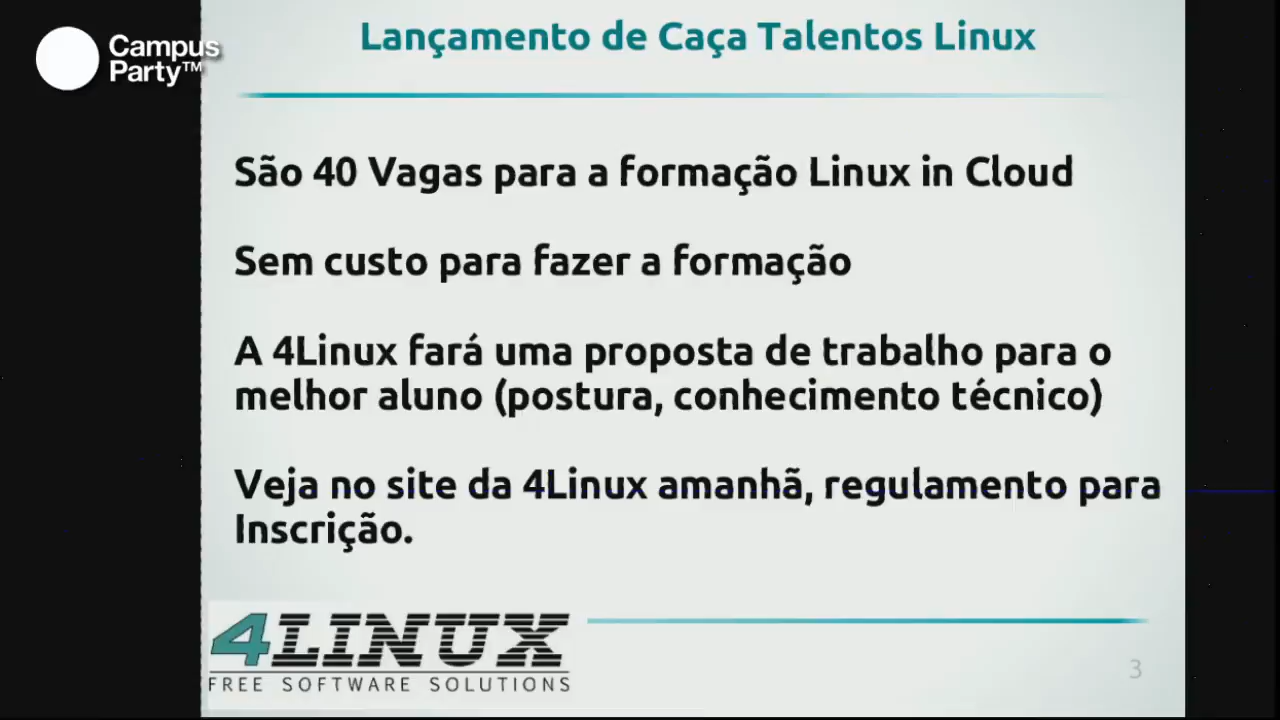 Campus
Party™
Lançamento de Caça Talentos Linux
São 40 Vagas para a formação Linux in Cloud
Sem custo para fazer a formação
A 4Linux fará uma proposta de trabalho para o
melhor aluno (postura, conhecimento técnico)
Veja no site da 4Linux amanhã, regulamento para
Inscrição.
4LINUX
FREE SOFTWARE SOLUTIONS
3